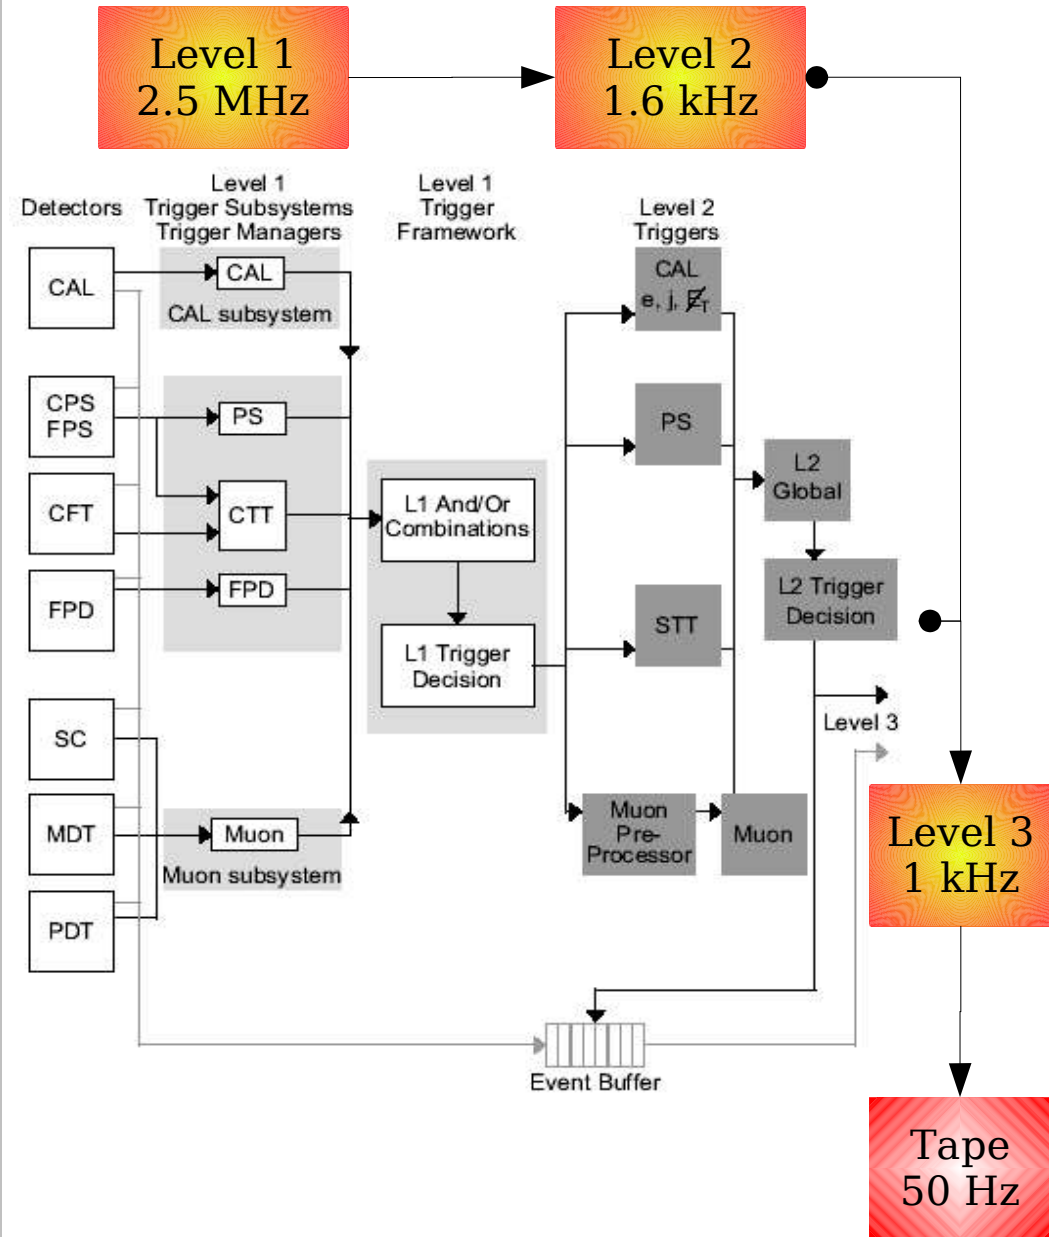 Level 1
2.5 MHz
Level 2
1.6 kHz
Detectors
Level 1
Trigger Subsystems
Trigger Managers
Level 1
Trigger
Framework
Level 2
Triggers
CAL
CAL
CAL subsystem
CPS
FPS
PS
CFT
CTT
FPD
FPD
SC
MDT
Muon
Muon subsystem
PDT
L1 And/Or
Combinations
L1 Trigger
Decision
CAL
e, j, E̸T
PS
STT
Muon
Pre-
Processor
Muon
L2
Global
L2 Trigger
Decision
Level 3
Event Buffer
Level 3
1 kHz
Tape
50 Hz